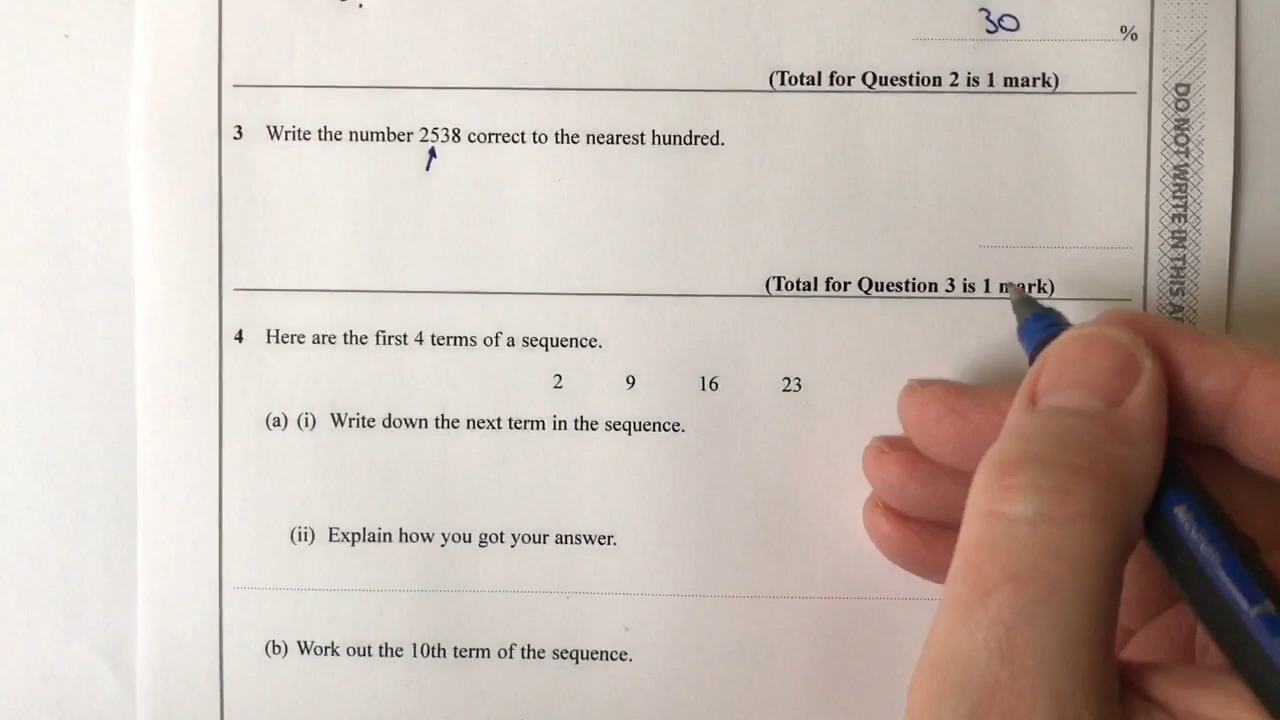 30
%
(Total for Question 2 is 1 mark)
3 Write the number 2538 correct to the nearest hundred.
(Total for Question 3 is 1 mark)
4 Here are the first 4 terms of a sequence.
2 9 16 23
(a) (i) Write down the next term in the sequence.
(ii) Explain how you got your answer.
(b) Work out the 10th term of the sequence.
DO NOT WRITE IN THIS